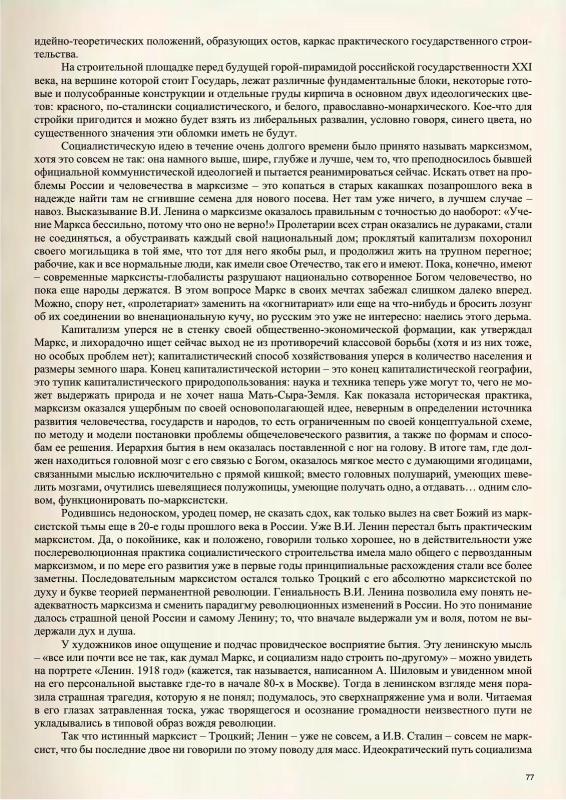 идейно-теоретических положений, образующих остов, каркас практического государственного строи-
тельства.
На строительной площадке перед будущей горой-пирамидой российской государственности XXI
века, на вершине которой стоит Государь, лежат различные фундаментальные блоки, некоторые гото-
вые и полусобранные конструкции и отдельные груды кирпича в основном двух идеологических цве-
тов: красного, по-сталински социалистического, и белого, православно-монархического. Кое-что для
стройки пригодится и можно будет взять из либеральных развалин, условно говоря, синего цвета, но
существенного значения эти обломки иметь не будут.
Социалистическую идею в течение очень долгого времени было принято называть марксизмом,
хотя это совсем не так: она намного выше, шире, глубже и лучше, чем то, что преподносилось бывшей
официальной коммунистической идеологией и пытается реанимироваться сейчас. Искать ответ на про-
блемы России и человечества в марксизме – это копаться в старых какашках позапрошлого века в
надежде найти там не сгнившие семена для нового посева. Нет там уже ничего, в лучшем случае –
навоз. Высказывание В.И. Ленина о марксизме оказалось правильным с точностью до наоборот: «Уче-
ние Маркса бессильно, потому что оно не верно!» Пролетарии всех стран оказались не дураками, стали
не соединяться, а обустраивать каждый свой национальный дом; проклятый капитализм похоронил
своего могильщика в той яме, что тот для него якобы рыл, и продолжил жить на трупном перегное;
рабочие, как и все нормальные люди, как имели свое Отечество, так его и имеют. Пока, конечно, имеют
– современные марксисты-глобалисты разрушают национально сотворенное Богом человечество, но
пока еще народы держатся. В этом вопросе Маркс в своих мечтах забежал слишком далеко вперед.
Можно, спору нет, «пролетариат» заменить на «когнитариат» или еще на что-нибудь и бросить лозунг
об их соединении во вненациональную кучу, но русским это уже не интересно: наелись этого дерьма.
Капитализм уперся не в стенку своей общественно-экономической формации, как утверждал
Маркс, и лихорадочно ищет сейчас выход не из противоречий классовой борьбы (хотя и из них тоже,
но особых проблем нет); капиталистический способ хозяйствования уперся в количество населения и
размеры земного шара. Конец капиталистической истории – это конец капиталистической географии,
это тупик капиталистического природопользования: наука и техника теперь уже могут то, чего не мо-
жет выдержать природа и не хочет наша Мать-Сыра-Земля. Как показала историческая практика,
марксизм оказался ущербным по своей основополагающей идее, неверным в определении источника
развития человечества, государств и народов, то есть ограниченным по своей концептуальной схеме,
по методу и модели постановки проблемы общечеловеческого развития, а также по формам и спосо-
бам ее решения. Иерархия бытия в нем оказалась поставленной с ног на голову. В итоге там, где дол-
жен находиться головной мозг с его связью с Богом, оказалось мягкое место с думающими ягодицами,
связанными мыслью исключительно с прямой кишкой; вместо головных полушарий, умеющих шеве-
лить мозгами, очутились шевелящиеся полужопицы, умеющие получать одно, а отдавать… одним сло-
вом, функционировать по-марксистски.
Родившись недоноском, уродец помер, не сказать сдох, как только вылез на свет Божий из марк-
систской тьмы еще в 20-е годы прошлого века в России. Уже В.И. Ленин перестал быть практическим
марксистом. Да, о покойнике, как и положено, говорили только хорошее, но в действительности уже
послереволюционная практика социалистического строительства имела мало общего с первозданным
марксизмом, и по мере его развития уже в первые годы принципиальные расхождения стали все более
заметны. Последовательным марксистом остался только Троцкий с его абсолютно марксистской по
духу и букве теорией перманентной революции. Гениальность В.И. Ленина позволила ему понять не-
адекватность марксизма и сменить парадигму революционных изменений в России. Но это понимание
далось страшной ценой России и самому Ленину; то, что вначале выдержали ум и воля, потом не вы-
держали дух и душа.
У художников иное ощущение и подчас провидческое восприятие бытия. Эту ленинскую мысль
– «все или почти все не так, как думал Маркс, и социализм надо строить по-другому» – можно увидеть
на портрете «Ленин. 1918 год» (кажется, так называется, написанном А. Шиловым и увиденном мной
на его персональной выставке где-то в начале 80-х в Москве). Тогда в ленинском взгляде меня пора-
зила страшная трагедия, которую я не понял; подумалось, это сверхнапряжение ума и воли. Читаемая
в его глазах затравленная тоска, ужас творящегося и осознание громадности неизвестного пути не
укладывались в типовой образ вождя революции.
Так что истинный марксист – Троцкий; Ленин – уже не совсем, а И.В. Сталин – совсем не марк-
сист, что бы последние двое ни говорили по этому поводу для масс. Идеократический путь социализма
77